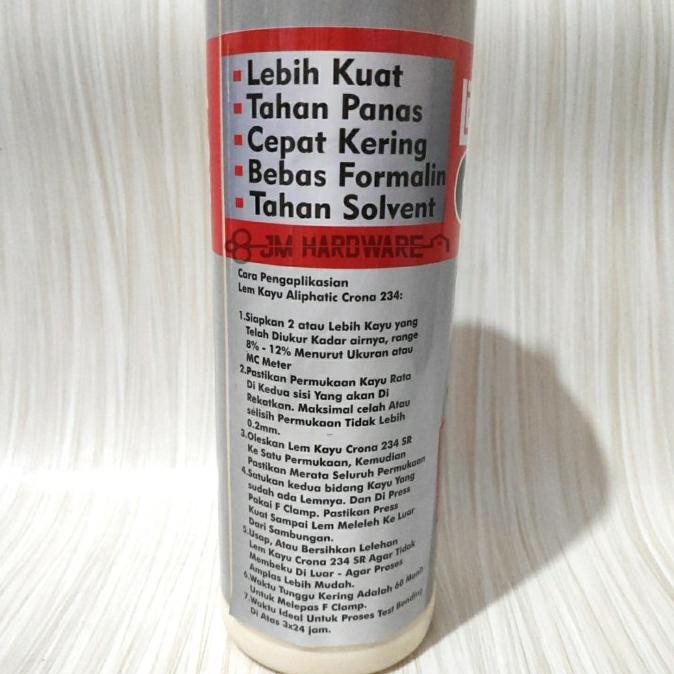 Lebih Kuat
Tahan Panas
Cepat Kering
Bebas Formalin
Tahan Solvent
JM HARDWARE
Cara Pengaplikasian
Lem Kayu Aliphatic Crona 234:
1.Siapkan 2 atau Lebih Kayu yang
Telah Diukur Kadar airnya, range
8% - 12% Menurut Ukuran atau
MC Meter
2.Pastikan Permukaan Kayu Rata
Di Kedua sisi Yang akan Di
Rekatkan. Maksimal celah Atau
selisih Permukaan Tidak Lebih
0.2mm.
3.Oleskan Lem Kayu Crona 234 SR
Ke Satu Permukaan, Kemudian
Pastikan Merata Seluruh Permukaan
4.Satukan kedua bidang Kayu Yang
sudah ada Lemnya. Dan Di Press
Pakai F Clamp. Pastikan Press
Kuat Sampai Lem Meleleh Ke Luar
Dari Sambungan.
5.Usap, Atau Bersihkan Lelehan
Lem Kayu Crona 234 SR Agar Tidak
Membeku Di Luar - Agar Proses
Amplas Lebih Mudah.
6.Waktu Tunggu Kering Adalah 60 Menit
Untuk Melepas F Clamp.
7.Waktu Ideal Untuk Proses Test Bonding
Di Atas 3x24 jam.